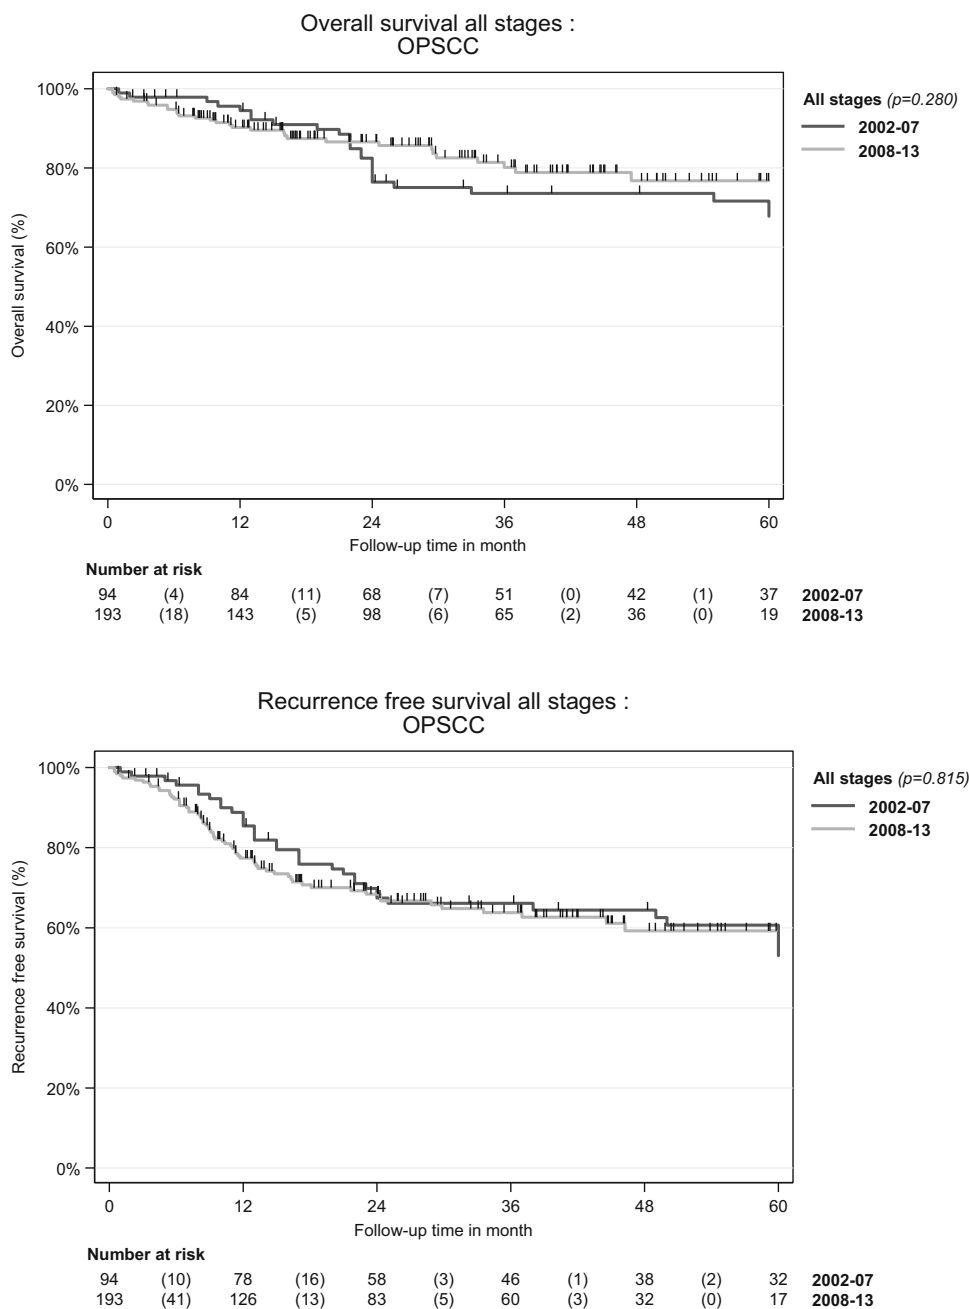 Overall survival all stages :
OPSCC
100%
80%
60%
40%
20%
0%
Overall survival (%)
All stages (p=0.280)
2002-07
2008-13
0 12 24 36 48 60
Follow-up time in month
Number at risk
94 (4) 84 (11) 68 (7) 51 (0) 42 (1) 37 2002-07
193 (18) 143 (5) 98 (6) 65 (2) 36 (0) 19 2008-13
Recurrence free survival all stages :
OPSCC
100%
80%
60%
40%
20%
0%
Recurrence free survival (%)
All stages (p=0.815)
2002-07
2008-13
0 12 24 36 48 60
Follow-up time in month
Number at risk
94 (10) 78 (16) 58 (3) 46 (1) 38 (2) 32 2002-07
193 (41) 126 (13) 83 (5) 60 (3) 32 (0) 17 2008-13